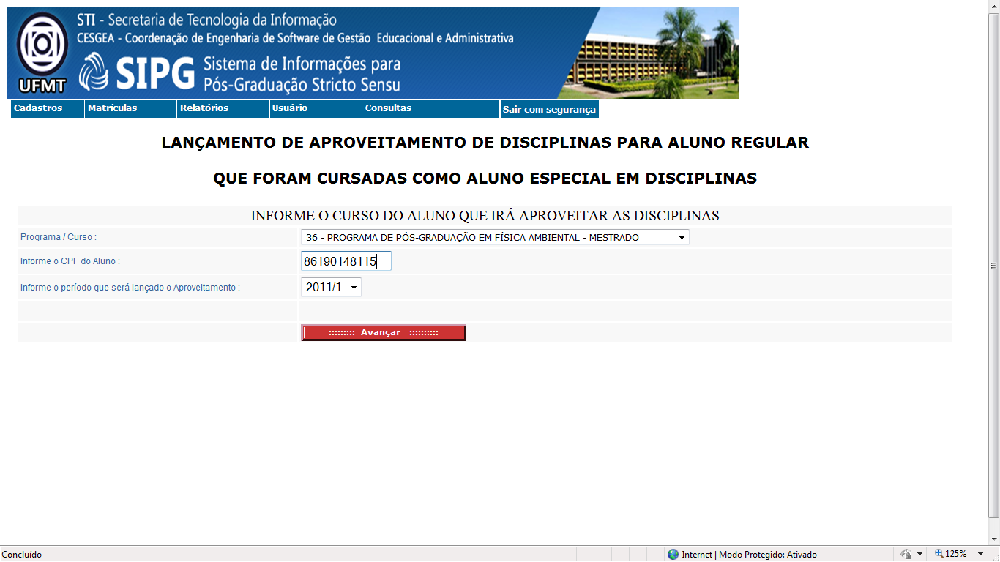 STI - Secretaria de Tecnologia da Informação
CESGEA - Coordenação de Engenharia de Software de Gestão Educacional e Administrativa
UFMT
SIPG
Sistema de Informações para
Pós-Graduação Stricto Sensu
Cadastros Matrículas Relatórios Usuário Consultas Sair com segurança
LANÇAMENTO DE APROVEITAMENTO DE DISCIPLINAS PARA ALUNO REGULAR
QUE FORAM CURSADAS COMO ALUNO ESPECIAL EM DISCIPLINAS
INFORME O CURSO DO ALUNO QUE IRÁ APROVEITAR AS DISCIPLINAS
Programa / Curso : 36 - PROGRAMA DE PÓS-GRADUAÇÃO EM FÍSICA AMBIENTAL - MESTRADO
Informe o CPF do Aluno : 86190148115
Informe o período que será lançado o Aproveitamento : 2011/1
::::::::: Avançar ::::::::::
Concluído Internet | Modo Protegido: Ativado 125%